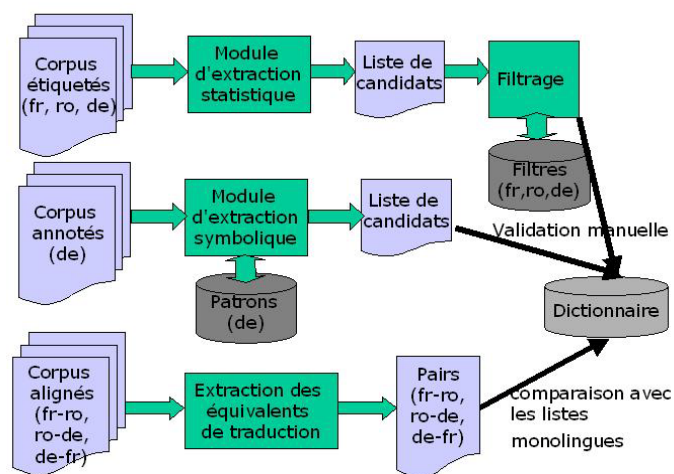 Corpus
étiquetés
(fr, ro, de)
Module
d'extraction
statistique
Liste de
candidats
Filtrage
Filtres
(fr,ro,de)
Corpus
annotés
(de)
Module
d'extraction
symbolique
Liste de
candidats
Validation manuelle
Patrons
(de)
Dictionnaire
Corpus
alignés
(fr-ro,
ro-de,
de-fr)
Extraction des
équivalents
de traduction
Pairs
(fr-ro,
ro-de,
de-fr)
comparaison avec
les listes
monolingues